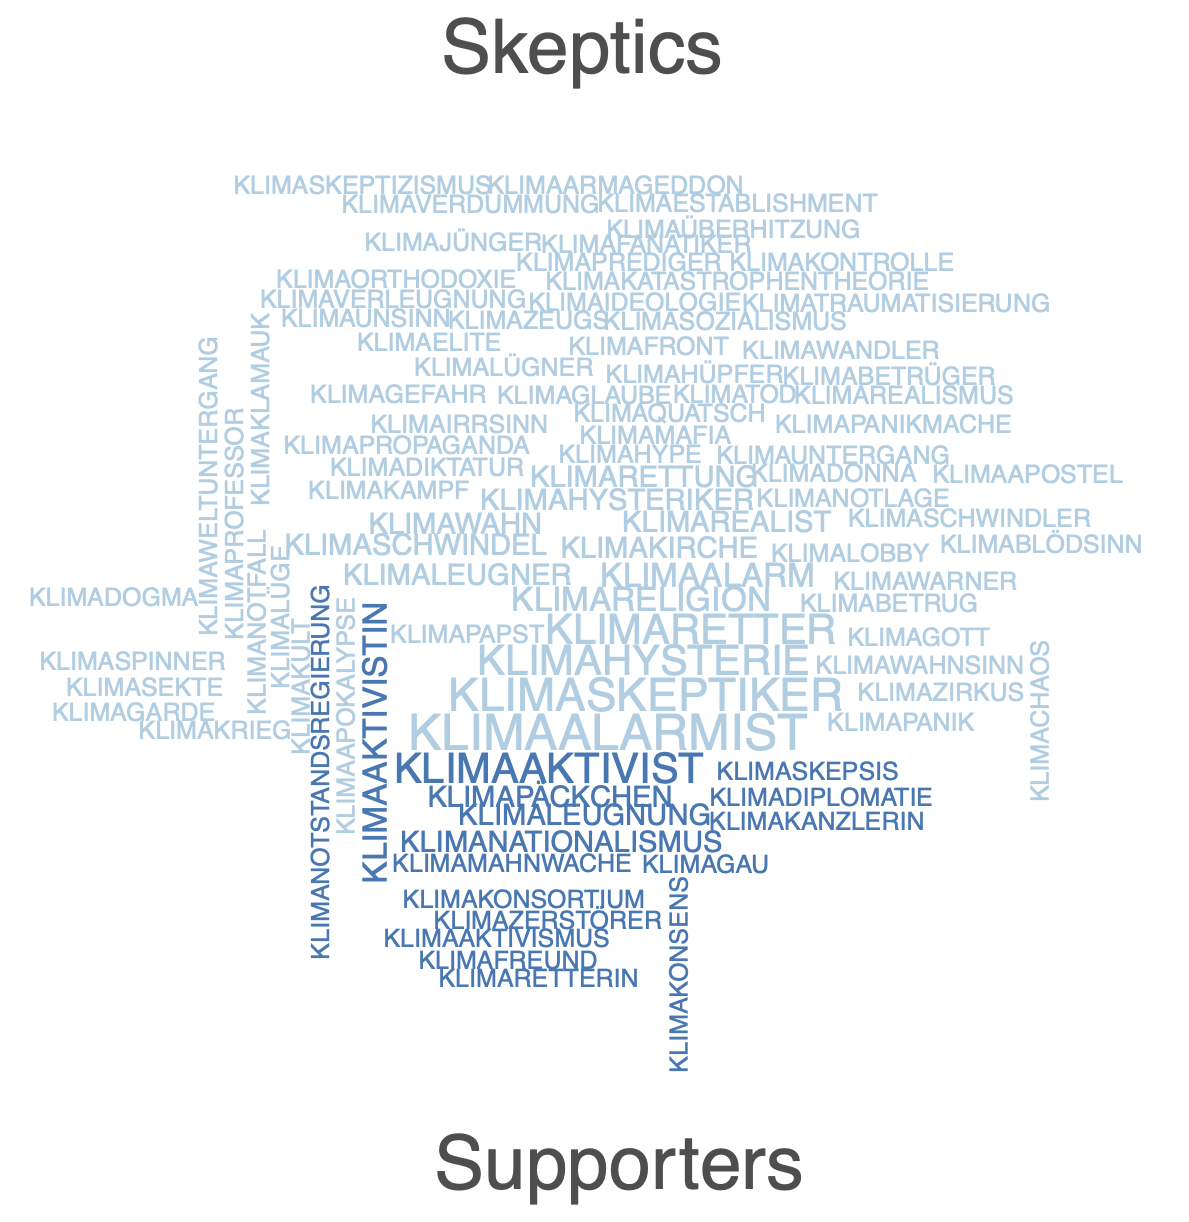 Skeptics
KLIMASKEPTIZISMUS KLIMAARMAGEDDON
KLIMAVERDUMMUNG KLIMAESTABLISHMENT
KLIMAÜBERHITZUNG
KLIMAJÜNGER KLIMAFANATIKER
KLIMAPREDIGER KLIMAKONTROLLE
KLIMAORTHODOXIE KLIMAKATASTROPHENTHEORIE
KLIMAVERLEUGNUNG KLIMAIDEOLOGIE KLIMATRAUMATISIERUNG
KLIMAUNSINN KLIMAZEUGS KLIMASOZIALISMUS
KLIMAELITE KLIMAFRONT KLIMAWANDLER
KLIMALÜGNER KLIMAHÜPFER KLIMABETRÜGER
KLIMAGEFAHR KLIMAGLAUBE KLIMATOD KLIMAREALISMUS
KLIMAQUATSCH
KLIMAIRRSINN KLIMAMAFIA KLIMAPANIKMACHE
KLIMAPROPAGANDA KLIMAHYPE KLIMAUNTERGANG
KLIMADIKTATUR KLIMARETTUNG KLIMADONNA KLIMAAPOSTEL
KLIMAKAMPF KLIMAHYSTERIKER KLIMANOTLAGE
KLIMAWAHN KLIMAREALIST KLIMASCHWINDLER
KLIMASCHWINDEL KLIMAKIRCHE KLIMALOBBY KLIMABLÖDSINN
KLIMALEUGNER KLIMAALARM KLIMAWARNER
KLIMADOGMA KLIMARELIGION KLIMABETRUG
KLIMAPAPST KLIMARETTER KLIMAGOTT
KLIMASPINNER KLIMAHYSTERIE KLIMAWAHNSINN
KLIMASEKTE KLIMASKEPTIKER KLIMAZIRKUS
KLIMAGARDE KLIMAALARMIST KLIMAPANIK
KLIMAKRIEG
KLIMAWELTUNTERGANG
KLIMAPROFESSOR
KLIMAKLAMAUK
KLIMANOTFALL
KLIMALÜGE
KLIMAKULT
KLIMANOTSTANDSREGIERUNG
KLIMAAPOKALYPSE
KLIMAAKTIVISTIN
KLIMACHAOS
KLIMAAKTIVIST KLIMASKEPSIS
KLIMAPÄCKCHEN KLIMADIPLOMATIE
KLIMALEUGNUNG KLIMAKANZLERIN
KLIMANATIONALISMUS
KLIMAMAHNWACHE KLIMAGAU
KLIMAKONSORTIUM
KLIMAZERSTÖRER
KLIMAAKTIVISMUS
KLIMAFREUND
KLIMARETTERIN
KLIMAKONSENS
Supporters